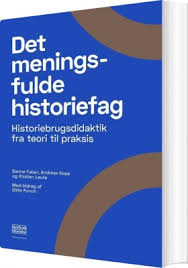 Det
menings-
fulde
historiefag
Historiebrugsdidaktik
fra teori til praksis
Sanne Faber, Andreas Kopp
og Kirsten Lauta
Med bidrag af
Gitte Furuh